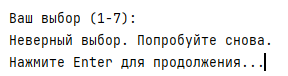 Ваш выбор (1-7):
Неверный выбор. Попробуйте снова.
Нажмите Enter для продолжения...